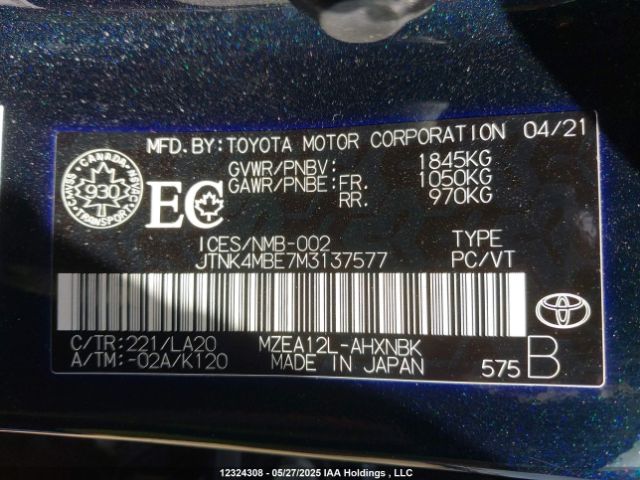 MFD.BY:TOYOTA MOTOR CORPORATION 04/21
GVWR/PNBV: 1845KG
GAWR/PNBE:FR. 1050KG
RR. 970KG
CANADA
930
TRANSPORT
EC
ICES/NMB-002 TYPE
JTNK4MBE7M3137577 PC/VT
C/TR:221/LA20 MZEA12L-AHXNBK
A/TM:-02A/K120 MADE IN JAPAN 575 B
12324308 - 05/27/2025 IAA Holdings , LLC